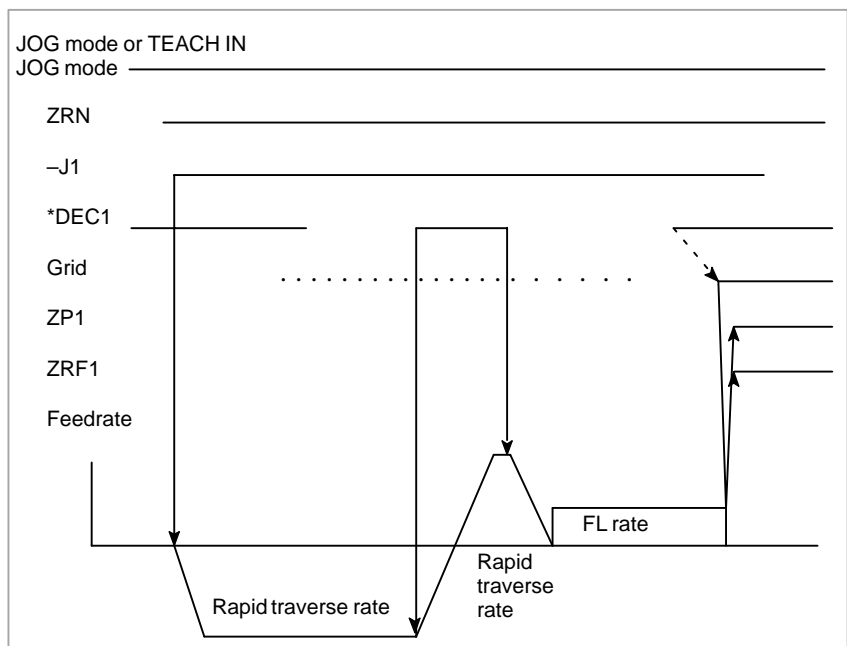 JOG mode or TEACH IN
JOG mode
ZRN
–J1
*DEC1
Grid
ZP1
ZRF1
Feedrate
FL rate
Rapid
traverse
rate
Rapid traverse rate